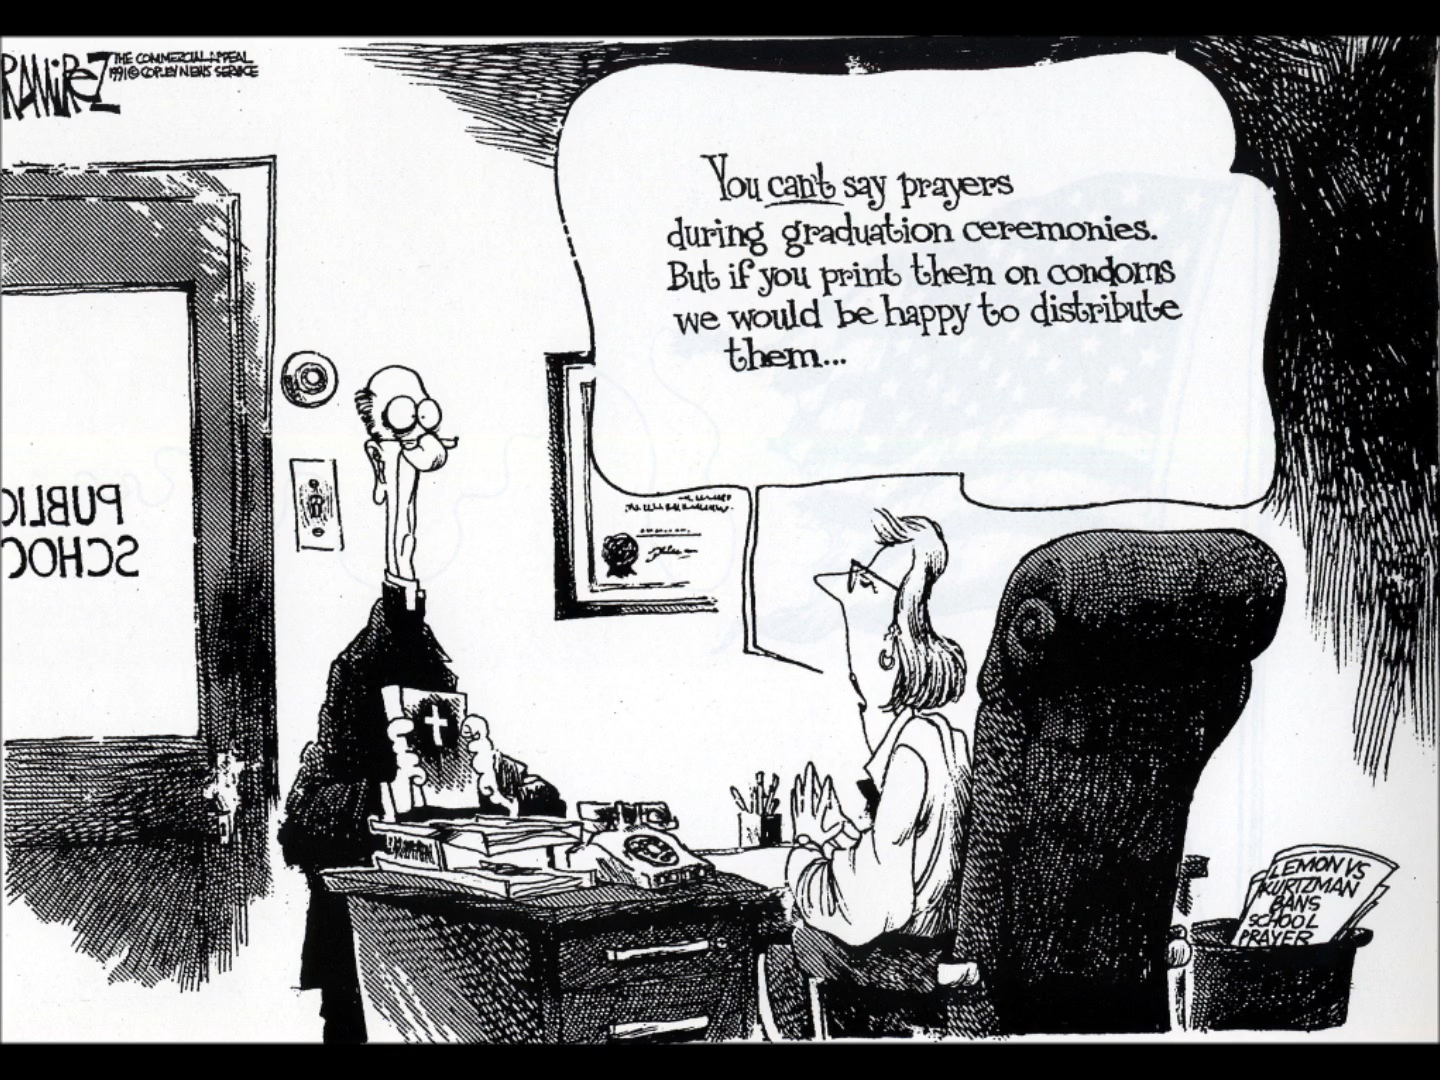 RAMIREZ
THE COMMERCIAL APPEAL
1991©COPLEY NEWS SERVICE
You can't say prayers
during graduation ceremonies.
But if you print them on condoms
we would be happy to distribute
them...
PUBLIC
SCHOO
LEMON VS
KURTZMAN
BANS
SCHOOL
PRAYER